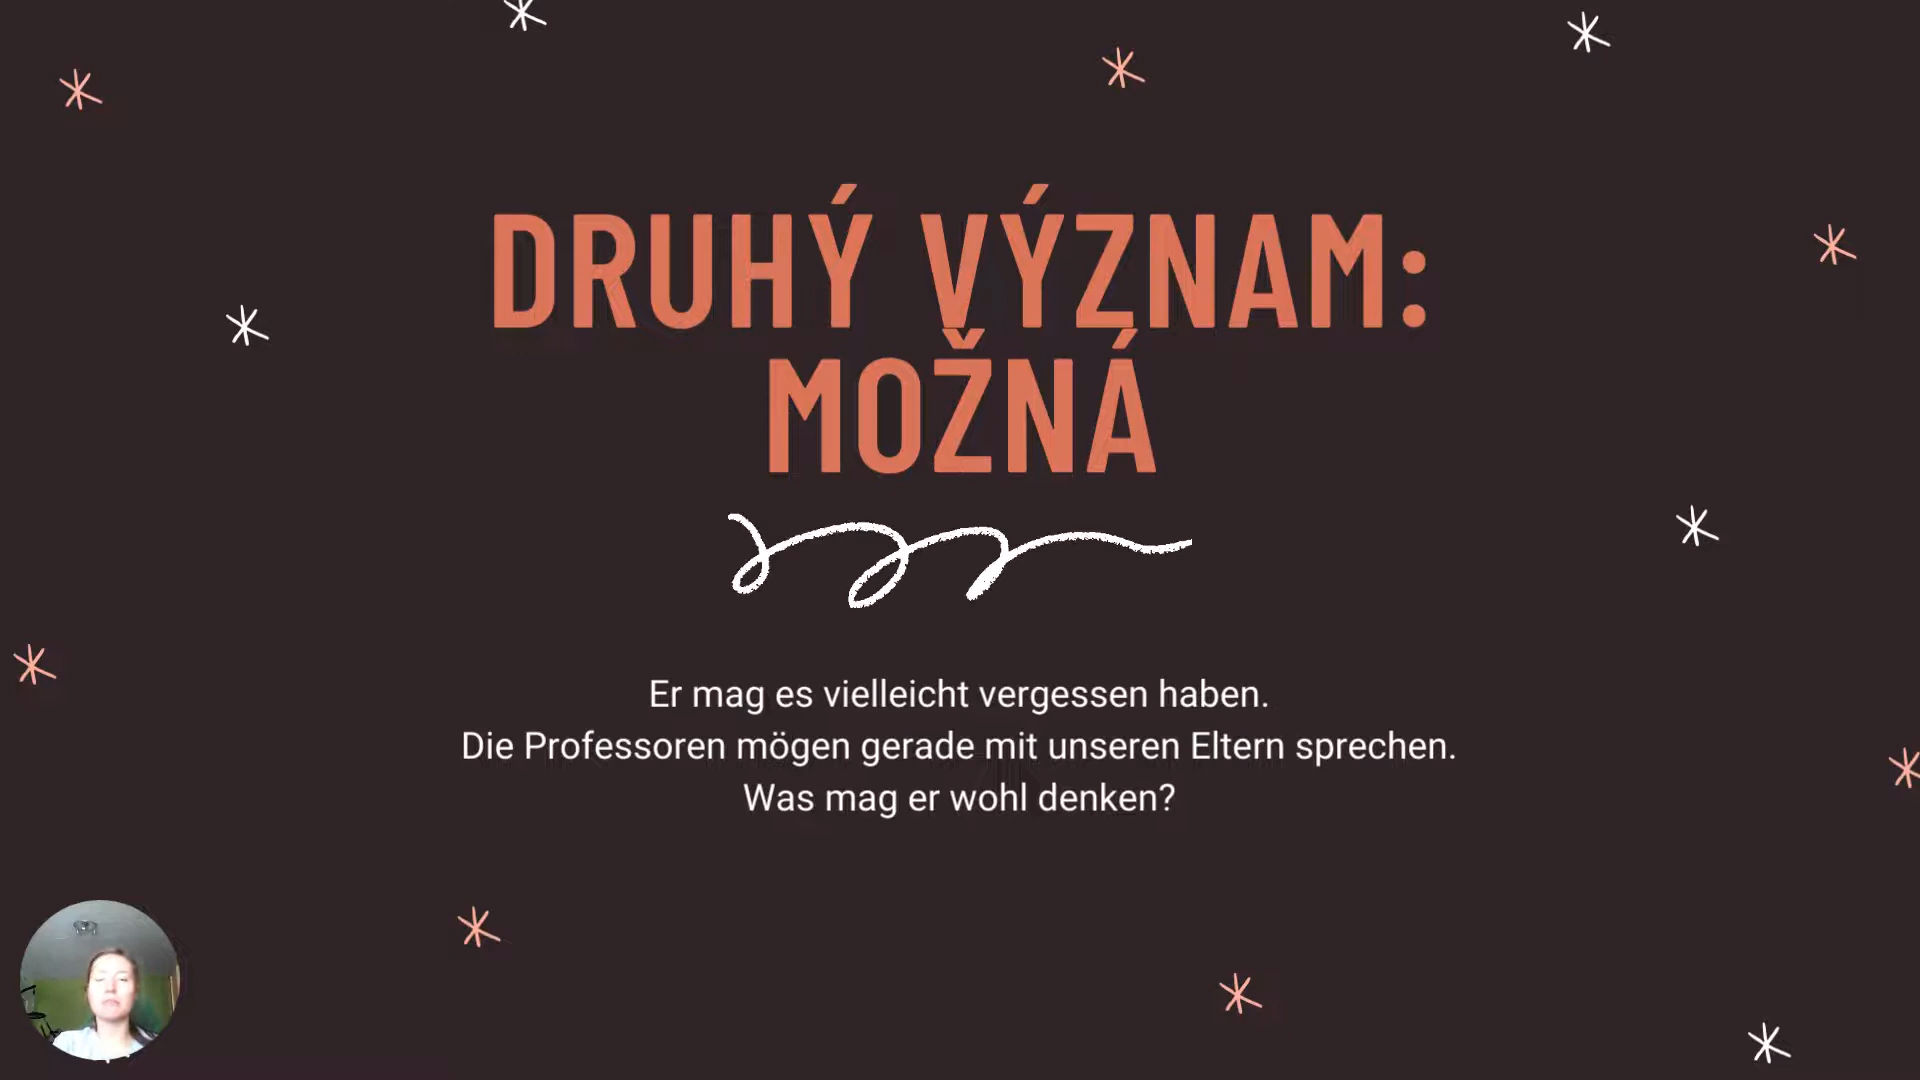 DRUHÝ VÝZNAM:
MOŽNÁ
Er mag es vielleicht vergessen haben.
Die Professoren mögen gerade mit unseren Eltern sprechen.
Was mag er wohl denken?